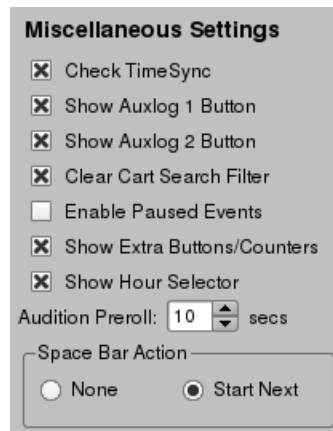 Miscellaneous Settings
Check TimeSync
Show Auxlog 1 Button
Show Auxlog 2 Button
Clear Cart Search Filter
Enable Paused Events
Show Extra Buttons/Counters
Show Hour Selector
Audition Preroll: 10 secs
Space Bar Action
None Start Next